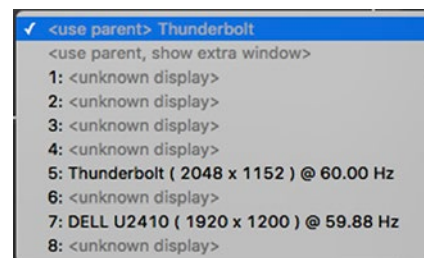 ✓ <use parent> Thunderbolt
<use parent, show extra window>
1: <unknown display>
2: <unknown display>
3: <unknown display>
4: <unknown display>
5: Thunderbolt ( 2048 x 1152 ) @ 60.00 Hz
6: <unknown display>
7: DELL U2410 ( 1920 x 1200 ) @ 59.88 Hz
8: <unknown display>